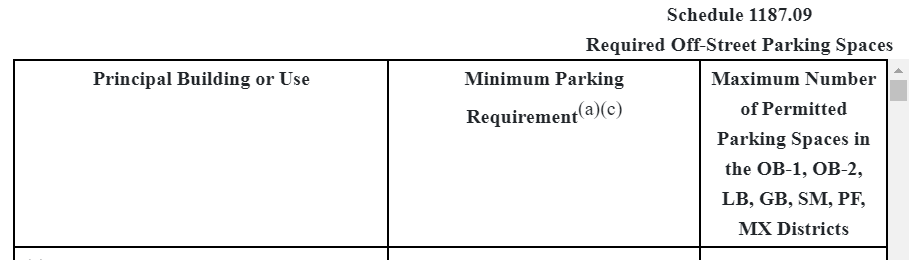 Schedule 1187.09
Required Off-Street Parking Spaces
Principal Building or Use
Minimum Parking
Requirement(a)(c)
Maximum Number
of Permitted
Parking Spaces in
the OB-1, OB-2,
LB, GB, SM, PF,
MX Districts